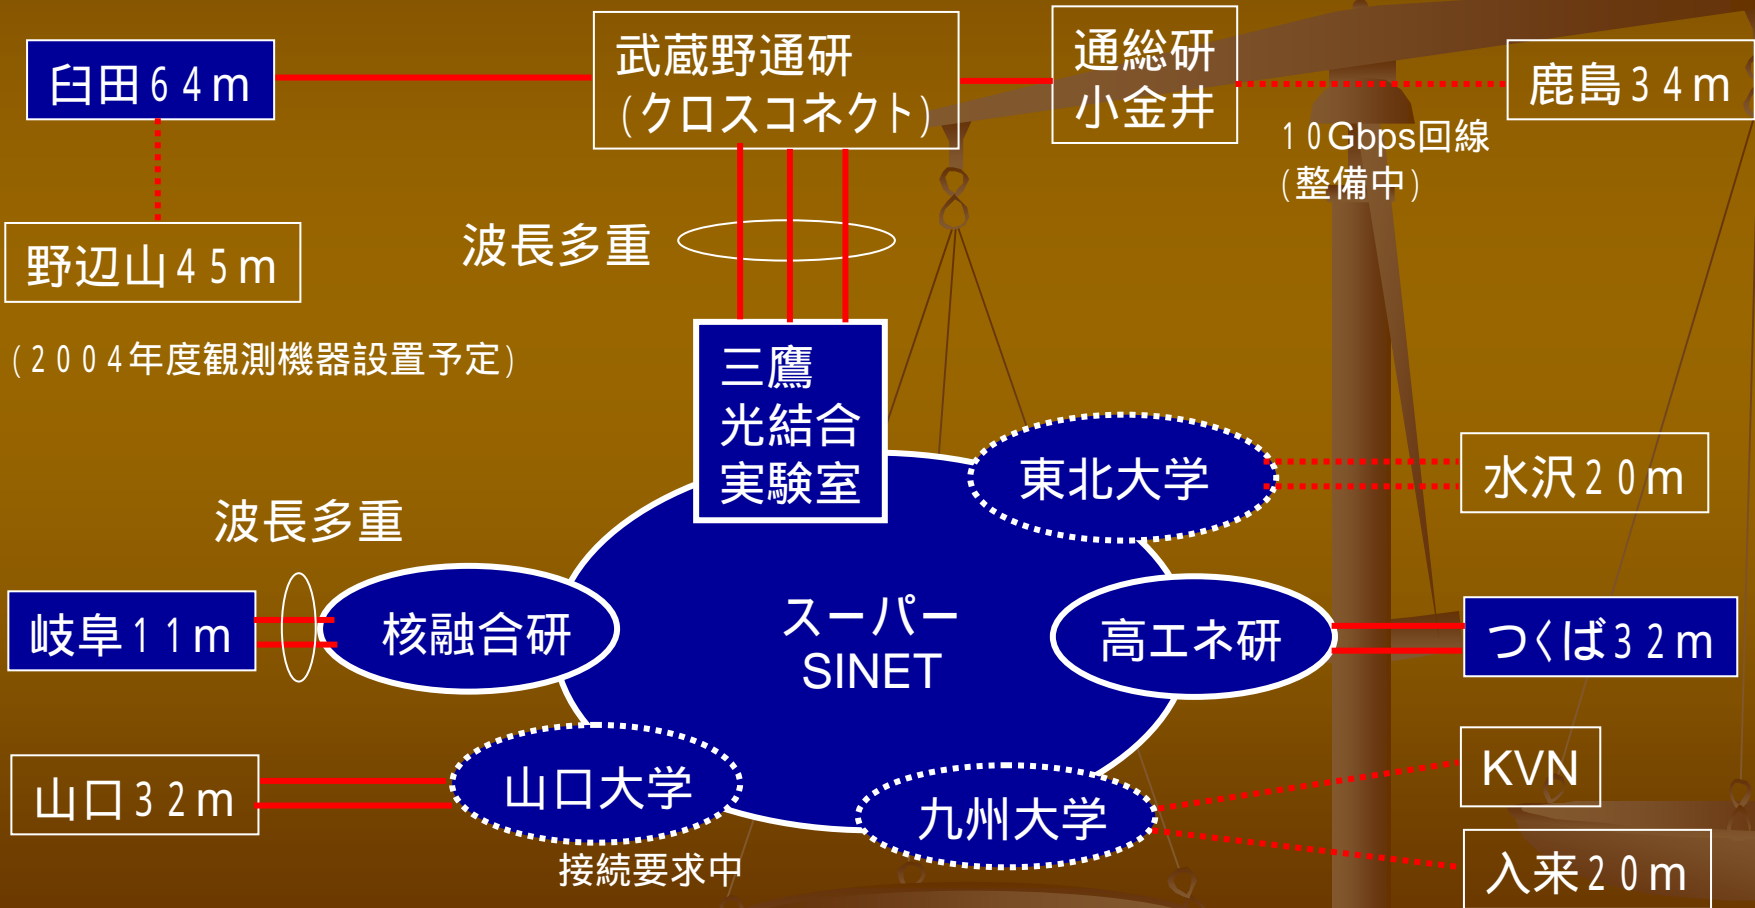 臼田６４m
武蔵野通研
(クロスコネクト)
通総研
小金井
鹿島３４m
１０Gbps回線
(整備中)
野辺山４５m
波長多重
(２００４年度観測機器設置予定)
三鷹
光結合
実験室
東北大学
水沢２０m
波長多重
岐阜１１m
核融合研
スーパー
SINET
高エネ研
つくば３２m
山口３２m
山口大学
接続要求中
九州大学
KVN
入来２０m